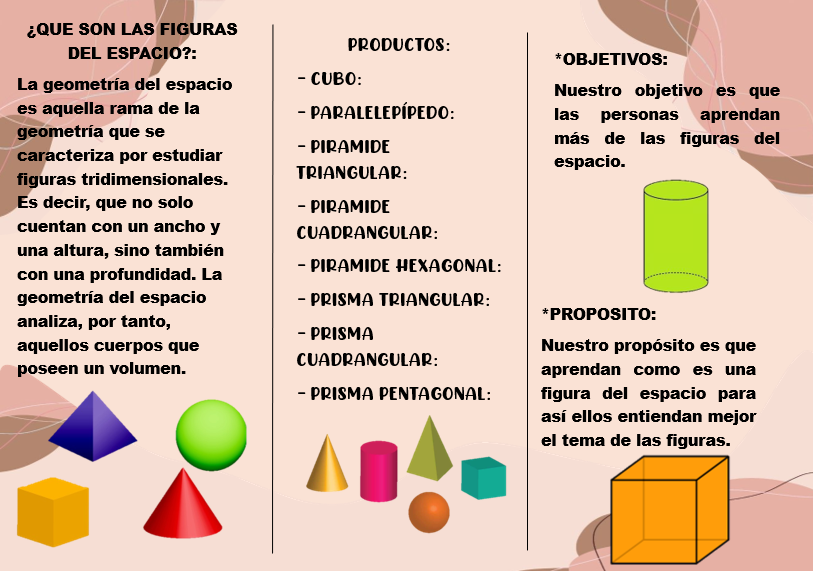 ¿QUE SON LAS FIGURAS
DEL ESPACIO?:
La geometría del espacio
es aquella rama de la
geometría que se
caracteriza por estudiar
figuras tridimensionales.
Es decir, que no solo
cuentan con un ancho y
una altura, sino también
con una profundidad. La
geometría del espacio
analiza, por tanto,
aquellos cuerpos que
poseen un volumen.
PRODUCTOS:
- CUBO:
- PARALELEPÍPEDO:
- PIRAMIDE
TRIANGULAR:
- PIRAMIDE
CUADRANGULAR:
- PIRAMIDE HEXAGONAL:
- PRISMA TRIANGULAR:
- PRISMA
CUADRANGULAR:
- PRISMA PENTAGONAL:
*OBJETIVOS:
Nuestro objetivo es que
las personas aprendan
más de las figuras del
espacio.
*PROPOSITO:
Nuestro propósito es que
aprendan como es una
figura del espacio para
así ellos entiendan mejor
el tema de las figuras.